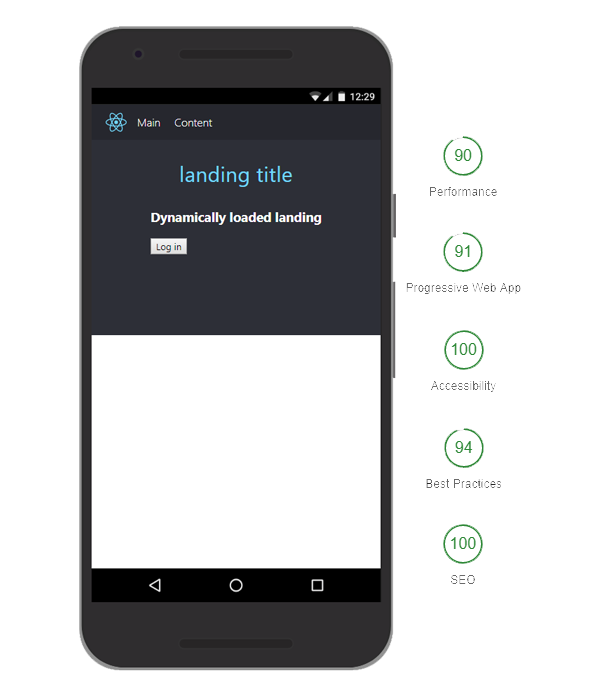 12:29
Main Content
landing title
Dynamically loaded landing
Log in
90
Performance
91
Progressive Web App
100
Accessibility
94
Best Practices
100
SEO